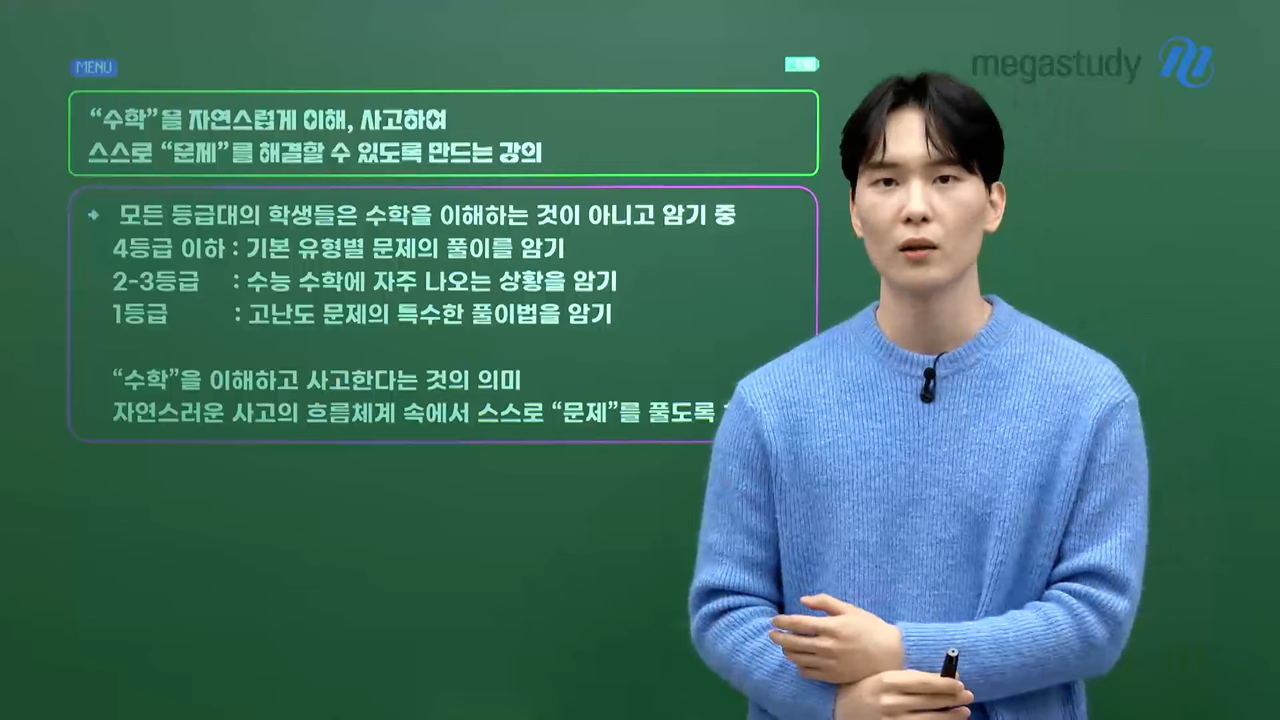 MENU
megastudy
“수학”을 자연스럽게 이해, 사고하여
스스로 “문제”를 해결할 수 있도록 만드는 강의
모든 등급대의 학생들은 수학을 이해하는 것이 아니고 암기 중
4등급 이하 : 기본 유형별 문제의 풀이를 암기
2-3등급 : 수능 수학에 자주 나오는 상황을 암기
1등급 : 고난도 문제의 특수한 풀이법을 암기
“수학”을 이해하고 사고한다는 것의 의미
자연스러운 사고의 흐름체계 속에서 스스로 “문제”를 풀도록